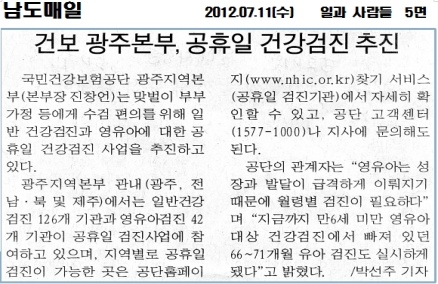 남도매일 2012.07.11(수) 일과 사람들 5면
건보 광주본부, 공휴일 건강검진 추진
국민건강보험공단 광주지역본
부(본부장 진창언)는 맞벌이 부부
가정 등에게 수검 편의를 위해 일
반 건강검진과 영유아에 대한 공
휴일 건강검진 사업을 추진하고
있다.
광주지역본부 관내(광주, 전
남·북 및 제주)에서는 일반건강
검진 126개 기관과 영유아검진 42
개 기관이 공휴일 검진사업에 참
여하고 있으며, 지역별로 공휴일
검진이 가능한 곳은 공단홈페이
지(www.nhic.or.kr)찾기 서비스
(공휴일 검진기관)에서 자세히 확
인할 수 있고, 공단 고객센터
(1577-1000)나 지사에 문의해도
된다.
공단의 관계자는 “영유아는 성
장과 발달이 급격하게 이뤄지기
때문에 월령별 검진이 필요하다”
며 “지금까지 만6세 미만 영유아
대상 건강검진에서 빠져 있던
66~71개월 유아 검진도 실시하게
됐다”고 밝혔다. /박선주 기자